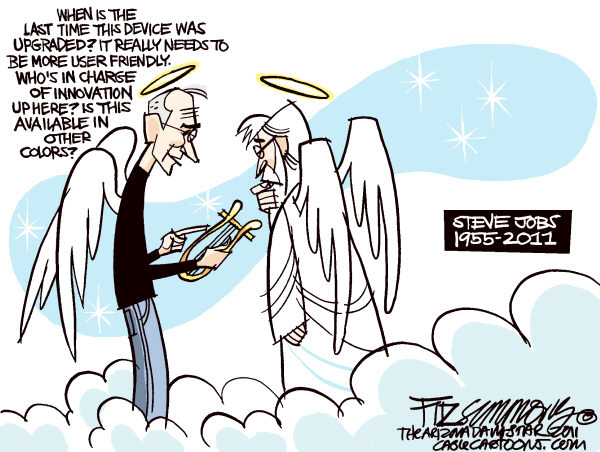 WHEN IS THE
LAST TIME THIS DEVICE WAS
UPGRADED? IT REALLY NEEDS TO
BE MORE USER FRIENDLY.
WHO'S IN CHARGE
OF INNOVATION
UP HERE? IS THIS
AVAILABLE IN
OTHER
COLORS?
STEVE JOBS
1955-2011
FITZSIMMONS
THE ARIZONA DAILY STAR 2011
CAGLECARTOONS.COM